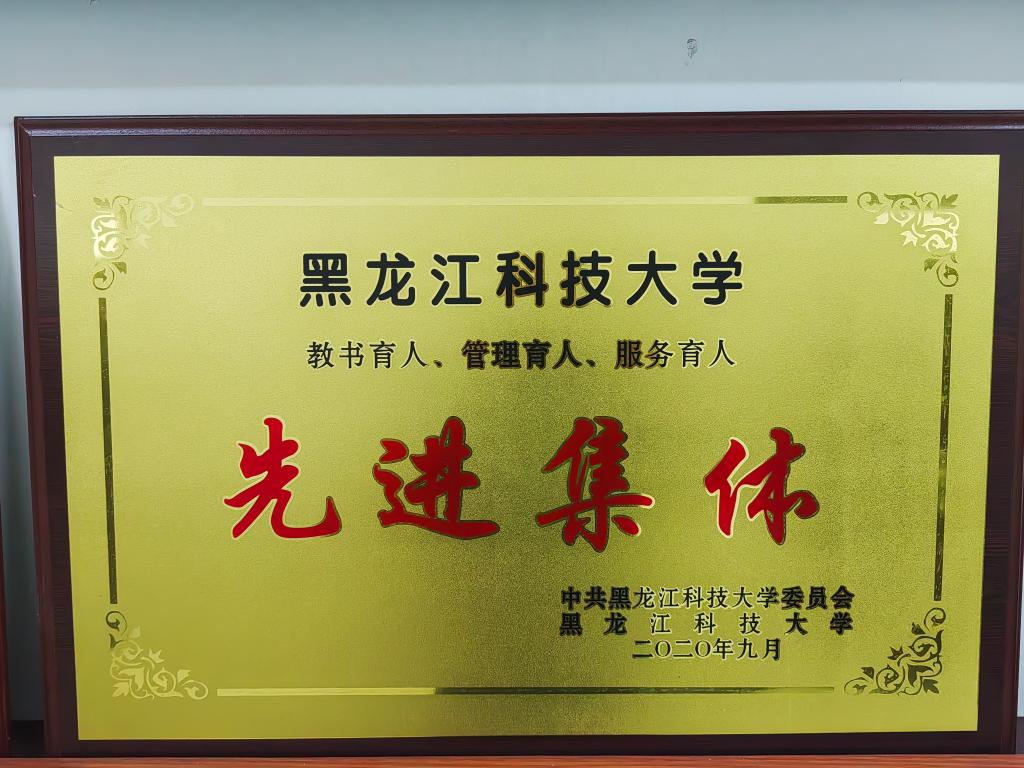 黑龙江科技大学
教书育人、管理育人、服务育人
先进集体
中共黑龙江科技大学委员会
黑龙江科技大学
二〇二〇年九月